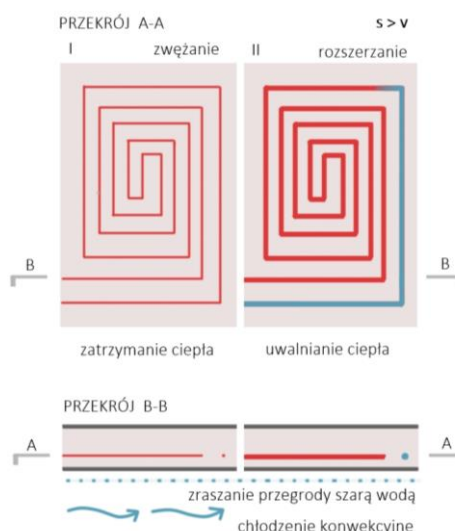 PRZEKRÓJ A-A s > v
I zwężanie II rozszerzanie
B B
zatrzymanie ciepła uwalnianie ciepła
PRZEKRÓJ B-B
A A
zraszanie przegrody szarą wodą
chłodzenie konwekcyjne